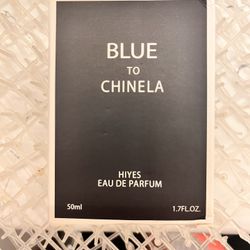 BLUE
TO
CHINELA
HIYES
EAU DE PARFUM
50ml 1.7FL.OZ.